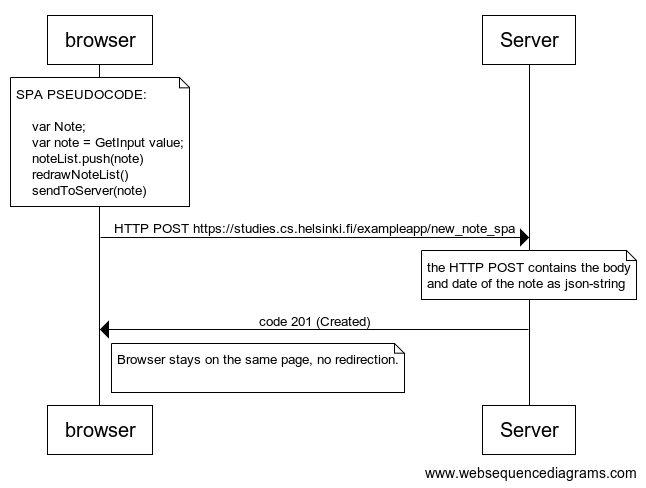 browser
Server
SPA PSEUDOCODE:
var Note;
var note = GetInput value;
noteList.push(note)
redrawNoteList()
sendToServer(note)
HTTP POST https://studies.cs.helsinki.fi/exampleapp/new_note_spa
the HTTP POST contains the body
and date of the note as json-string
code 201 (Created)
Browser stays on the same page, no redirection.
browser
Server
www.websequencediagrams.com